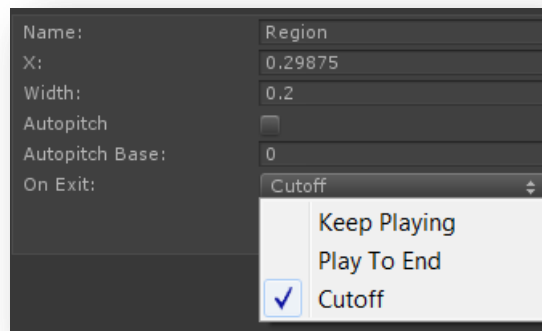 Name: Region
X: 0.29875
Width: 0.2
Autopitch
Autopitch Base: 0
On Exit: Cutoff
Keep Playing
Play To End
Cutoff